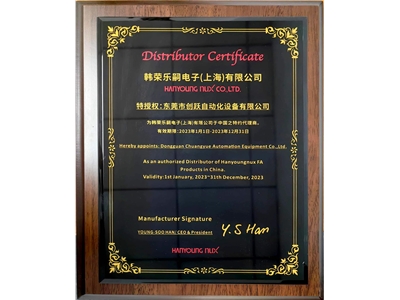 Distributor Certificate
韩荣乐嗣电子(上海)有限公司
HANYOUNG NUX CO.,LTD.
特授权:东莞市创跃自动化设备有限公司
为韩荣乐嗣电子(上海)有限公司于中国之特约代理商.
有效期限:2023年1月1日-2023年12月31日
Hereby appoints: Dongguan Chuangyue Automation Equipment Co.,Ltd.
As an authorized Distributor of Hanyoungnux FA
Products in China.
Validity:1st January, 2023~31th December, 2023
Manufacturer Signature
YOUNG-SOO HAN/ CEO & President
Y.S Han
HANYOUNG NUX